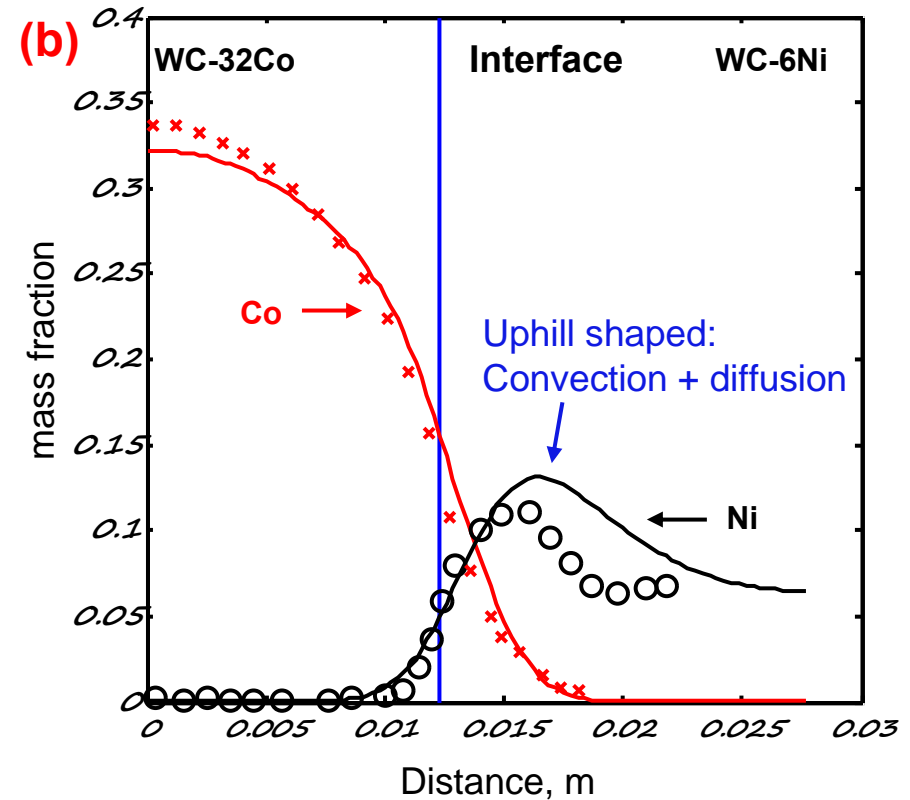 (b)
WC-32Co
Interface
WC-6Ni
0.4
0.35
0.3
0.25
0.2
0.15
0.1
0.05
0
mass fraction
Co
Uphill shaped:
Convection + diffusion
Ni
0
0.005
0.01
0.015
0.02
0.025
0.03
Distance, m